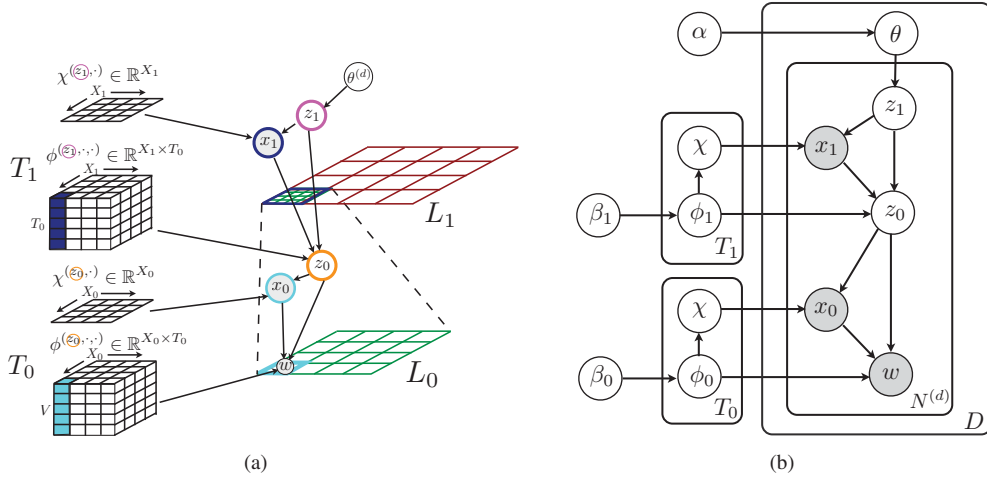 χ^(z₁,·) ∈ ℝ^X₁
X₁
ϕ^(z₁,·,·) ∈ ℝ^X₁×T₀
X₁
T₁
T₀
χ^(z₀,·) ∈ ℝ^X₀
X₀
ϕ^(z₀,·,·) ∈ ℝ^X₀×T₀
X₀
T₀
V
θ^(d)
z₁
x₁
L₁
z₀
x₀
w
L₀
(a)
α
θ
z₁
χ
x₁
β₁
ϕ₁
z₀
T₁
χ
x₀
β₀
ϕ₀
w
T₀
N^(d)
D
(b)